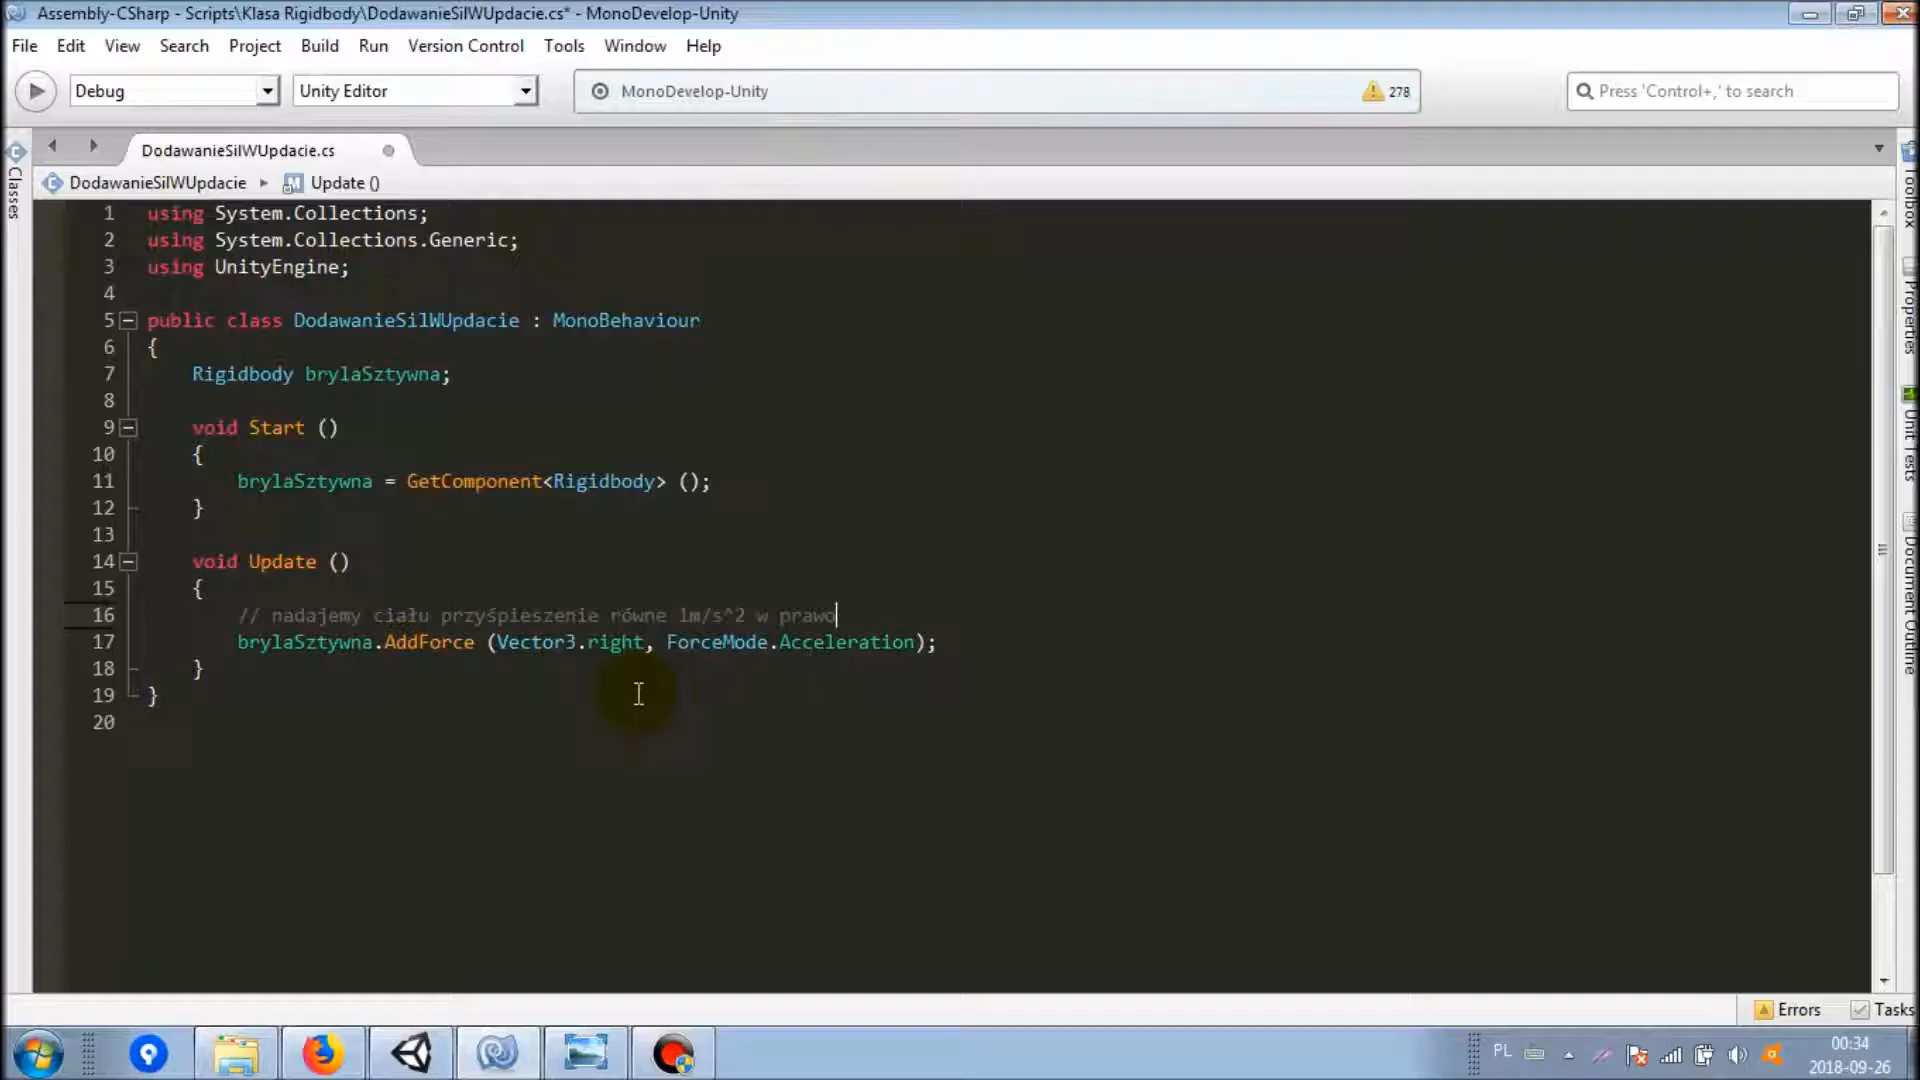 Assembly-CSharp - Scripts\Klasa Rigidbody\DodawanieSilWUpdacie.cs* - MonoDevelop-Unity
File Edit View Search Project Build Run Version Control Tools Window Help
Debug Unity Editor MonoDevelop-Unity 278 Press 'Control+,' to search
DodawanieSilWUpdacie.cs
DodawanieSilWUpdacie Update ()
1 using System.Collections;
2 using System.Collections.Generic;
3 using UnityEngine;
4
5 public class DodawanieSilWUpdacie : MonoBehaviour
6 {
7 Rigidbody brylaSztywna;
8
9 void Start ()
10 {
11 brylaSztywna = GetComponent<Rigidbody> ();
12 }
13
14 void Update ()
15 {
16 // nadajemy ciału przyśpieszenie równe 1m/s^2 w prawo
17 brylaSztywna.AddForce (Vector3.right, ForceMode.Acceleration);
18 }
19 }
20
Classes
Toolbox
Properties
Unit Tests
Document Outline
Errors Tasks
PL 00:34
2018-09-26